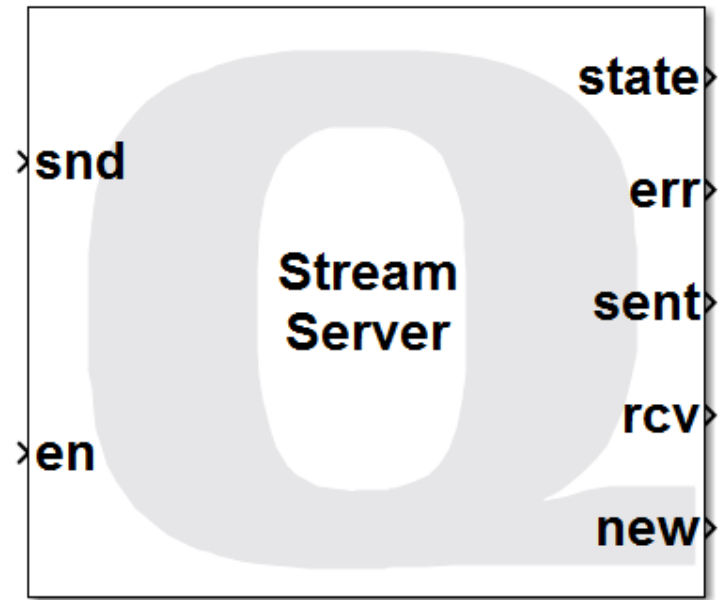 snd
en
Stream
Server
state
err
sent
rcv
new